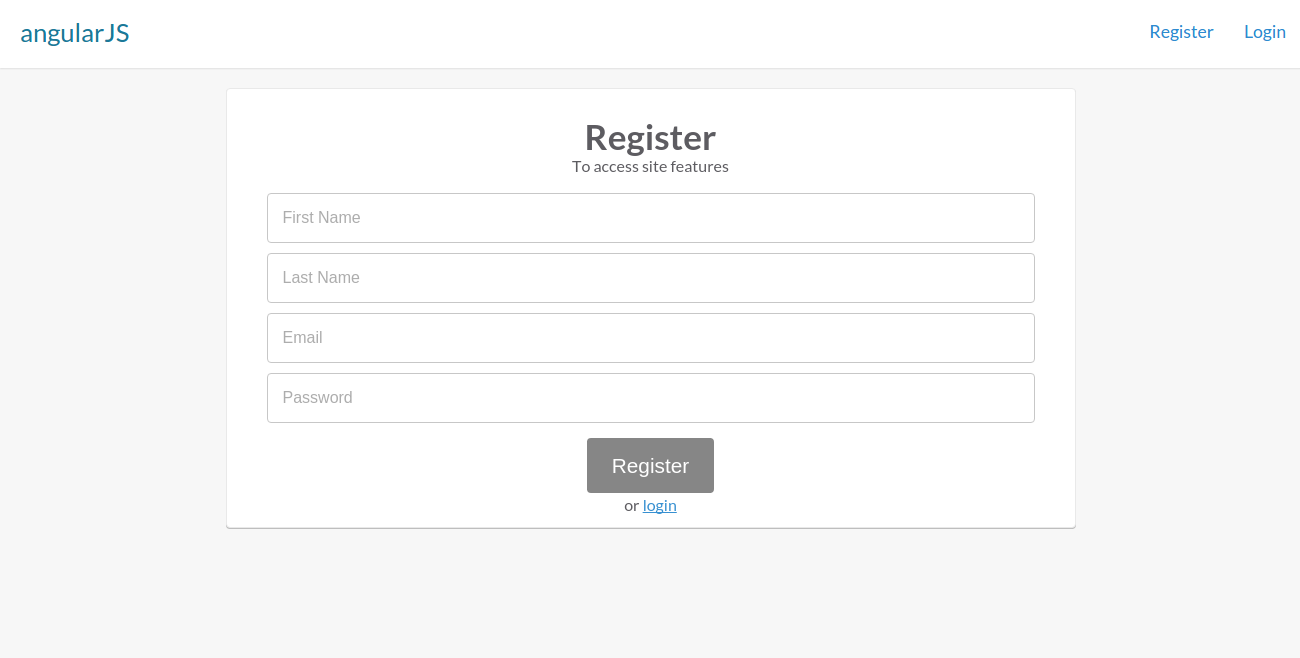 angularJS
Register Login
Register
To access site features
First Name
Last Name
Email
Password
Register
or login